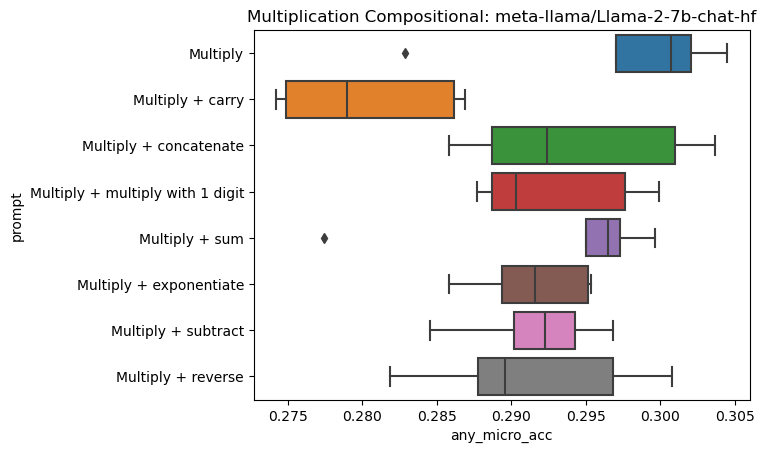 Multiplication Compositional: meta-llama/Llama-2-7b-chat-hf
prompt
Multiply
Multiply + carry
Multiply + concatenate
Multiply + multiply with 1 digit
Multiply + sum
Multiply + exponentiate
Multiply + subtract
Multiply + reverse
0.275 0.280 0.285 0.290 0.295 0.300 0.305
any_micro_acc